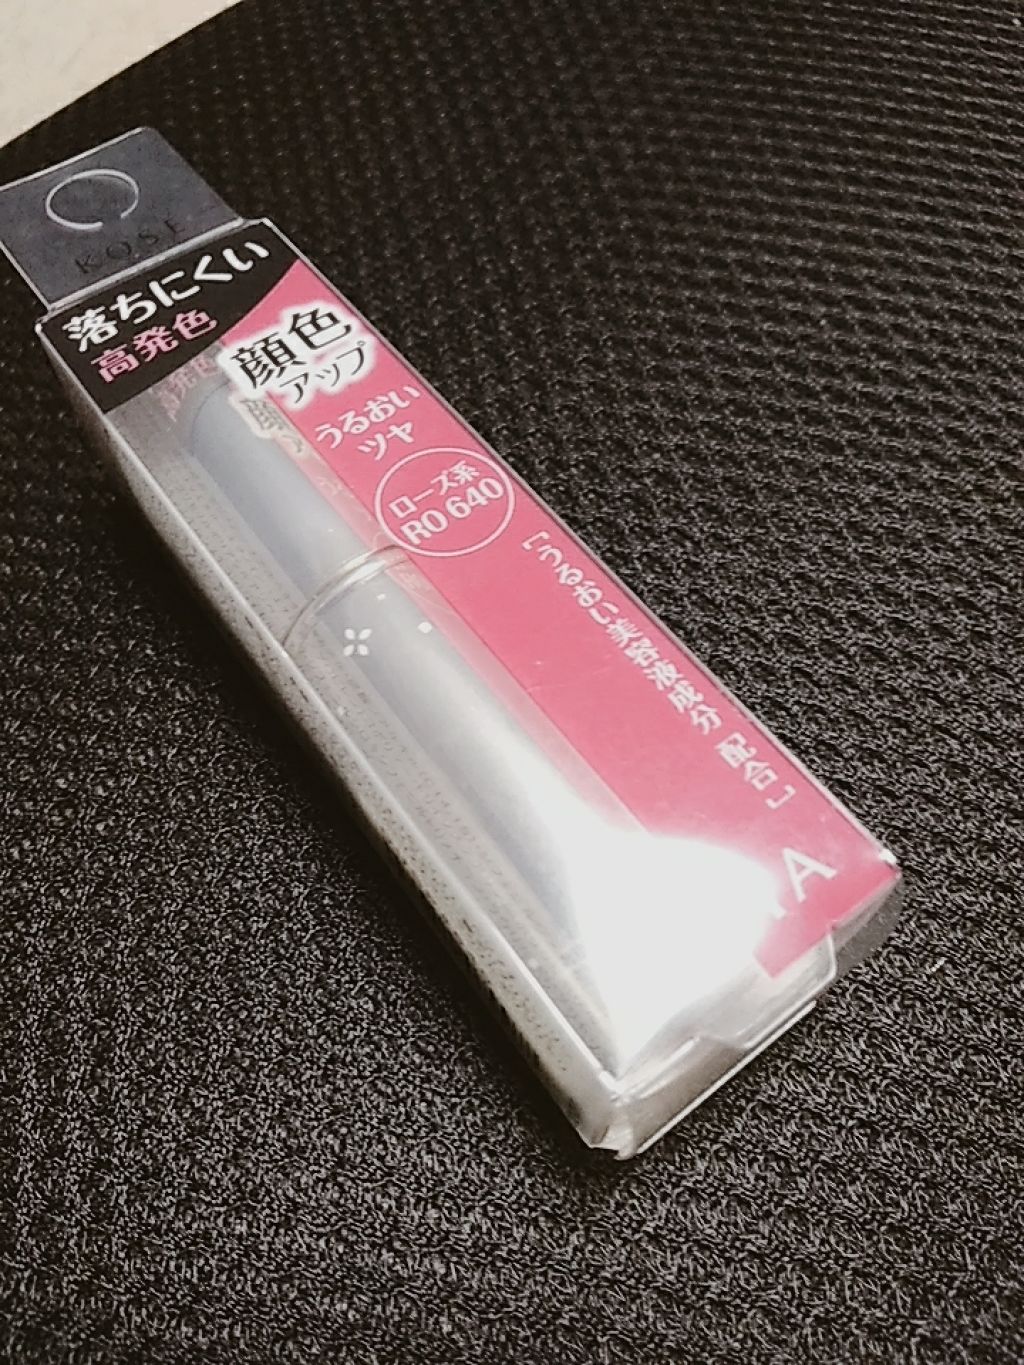 KOSÉ
落ちにくい
高発色
顔色
アップ
うるおい
ツヤ
ローズ系
RO 640
[うるおい美容液成分 配合]